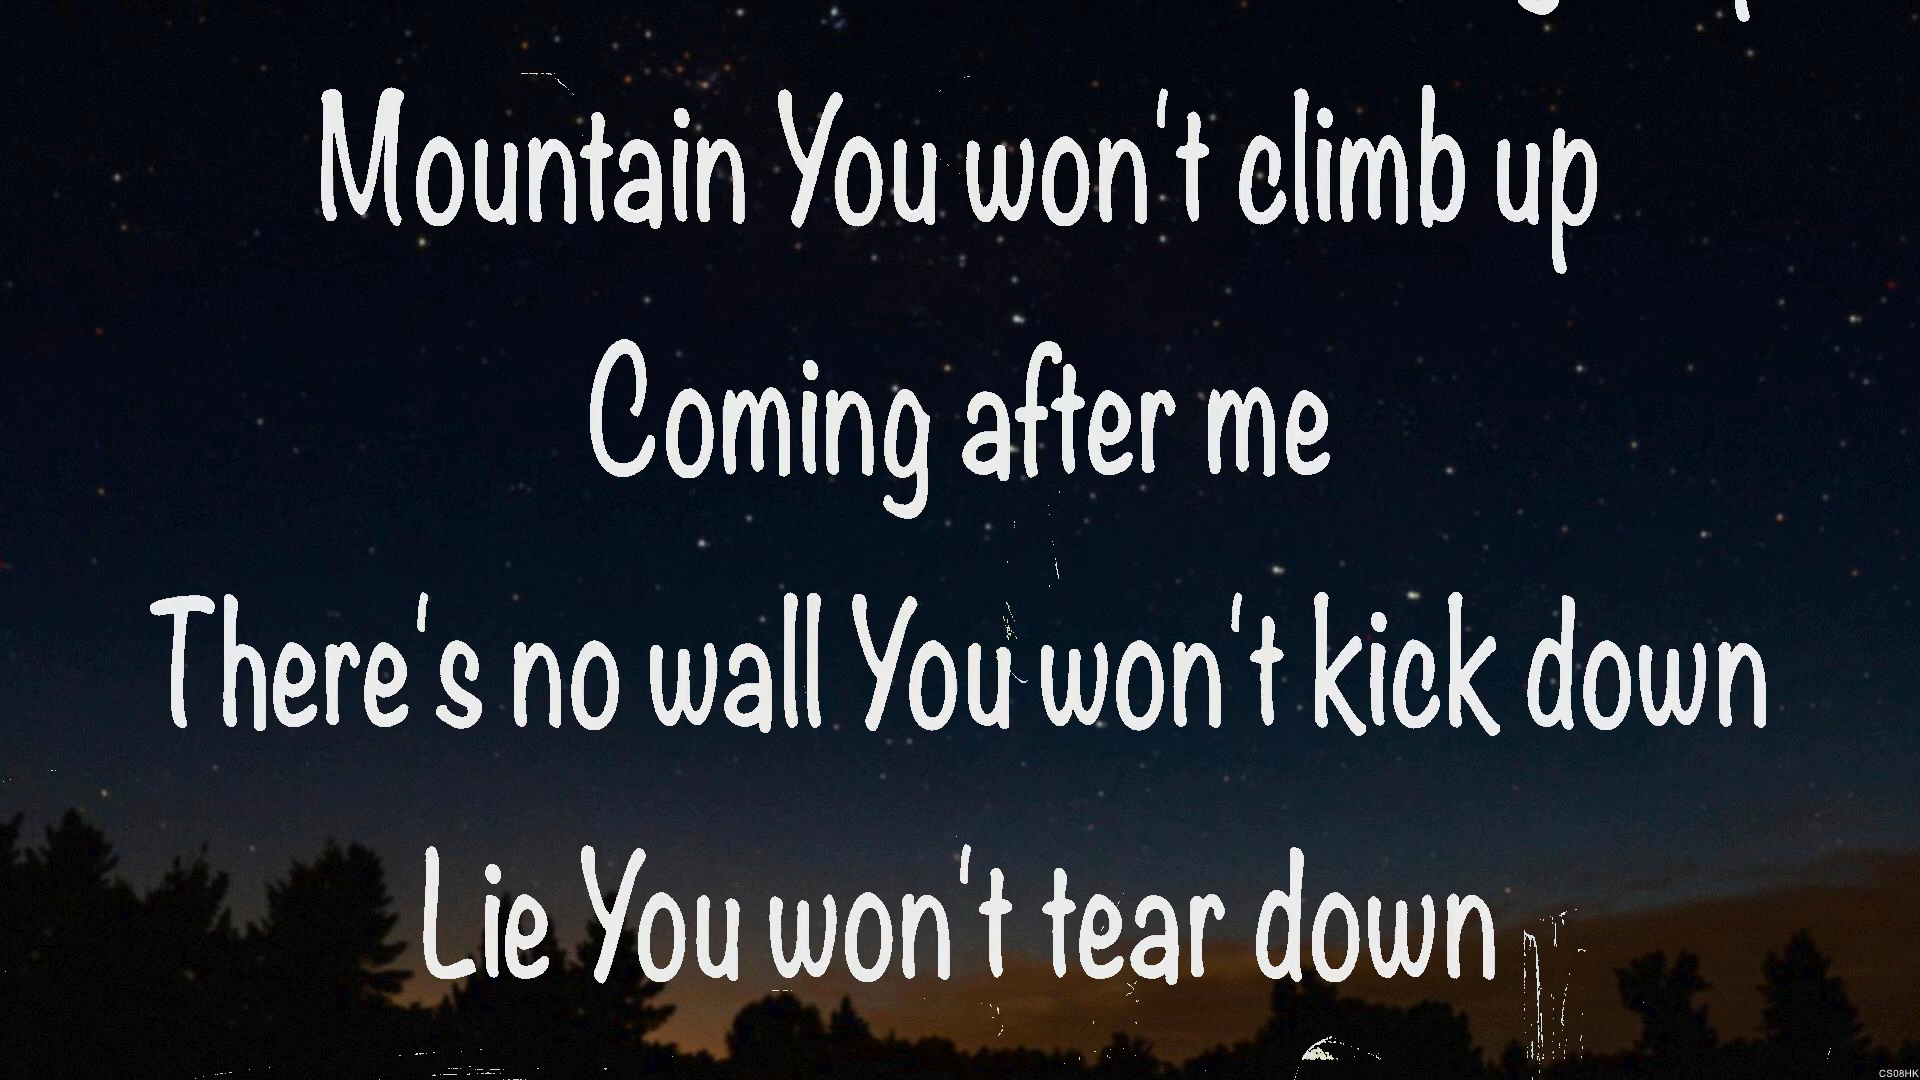 Mountain You won't climb up
Coming after me
There's no wall You won't kick down
Lie You won't tear down
CS08HK